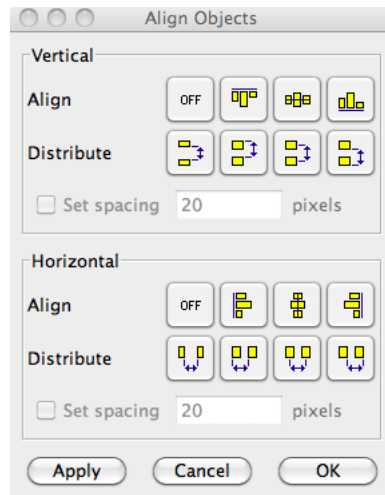 Align Objects
Vertical
Align OFF
Distribute
Set spacing 20 pixels
Horizontal
Align OFF
Distribute
Set spacing 20 pixels
Apply Cancel OK